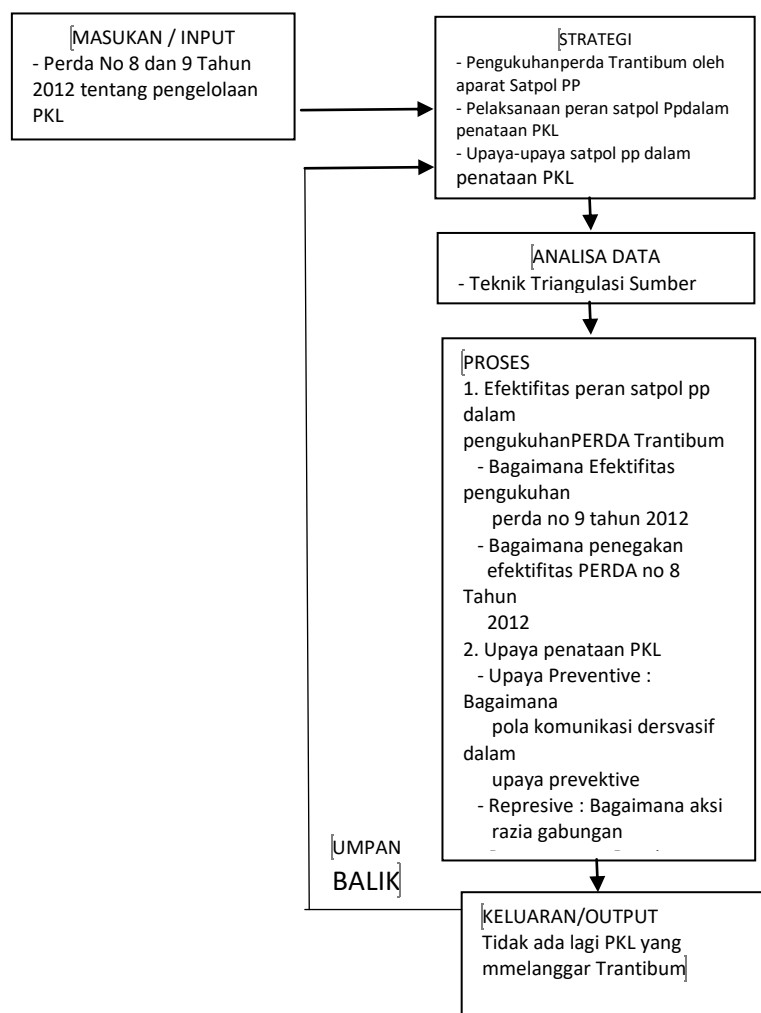 MASUKAN / INPUT
- Perda No 8 dan 9 Tahun
2012 tentang pengelolaan
PKL
STRATEGI
- Pengukuhanperda Trantibum oleh
aparat Satpol PP
- Pelaksanaan peran satpol Ppdalam
penataan PKL
- Upaya-upaya satpol pp dalam
penataan PKL
ANALISA DATA
- Teknik Triangulasi Sumber
PROSES
1. Efektifitas peran satpol pp
dalam
pengukuhanPERDA Trantibum
- Bagaimana Efektifitas
pengukuhan
perda no 9 tahun 2012
- Bagaimana penegakan
efektifitas PERDA no 8
Tahun
2012
2. Upaya penataan PKL
- Upaya Preventive :
Bagaimana
pola komunikasi dersvasif
dalam
upaya prevektive
- Represive : Bagaimana aksi
razia gabungan
UMPAN
BALIK
KELUARAN/OUTPUT
Tidak ada lagi PKL yang
mmelanggar Trantibum